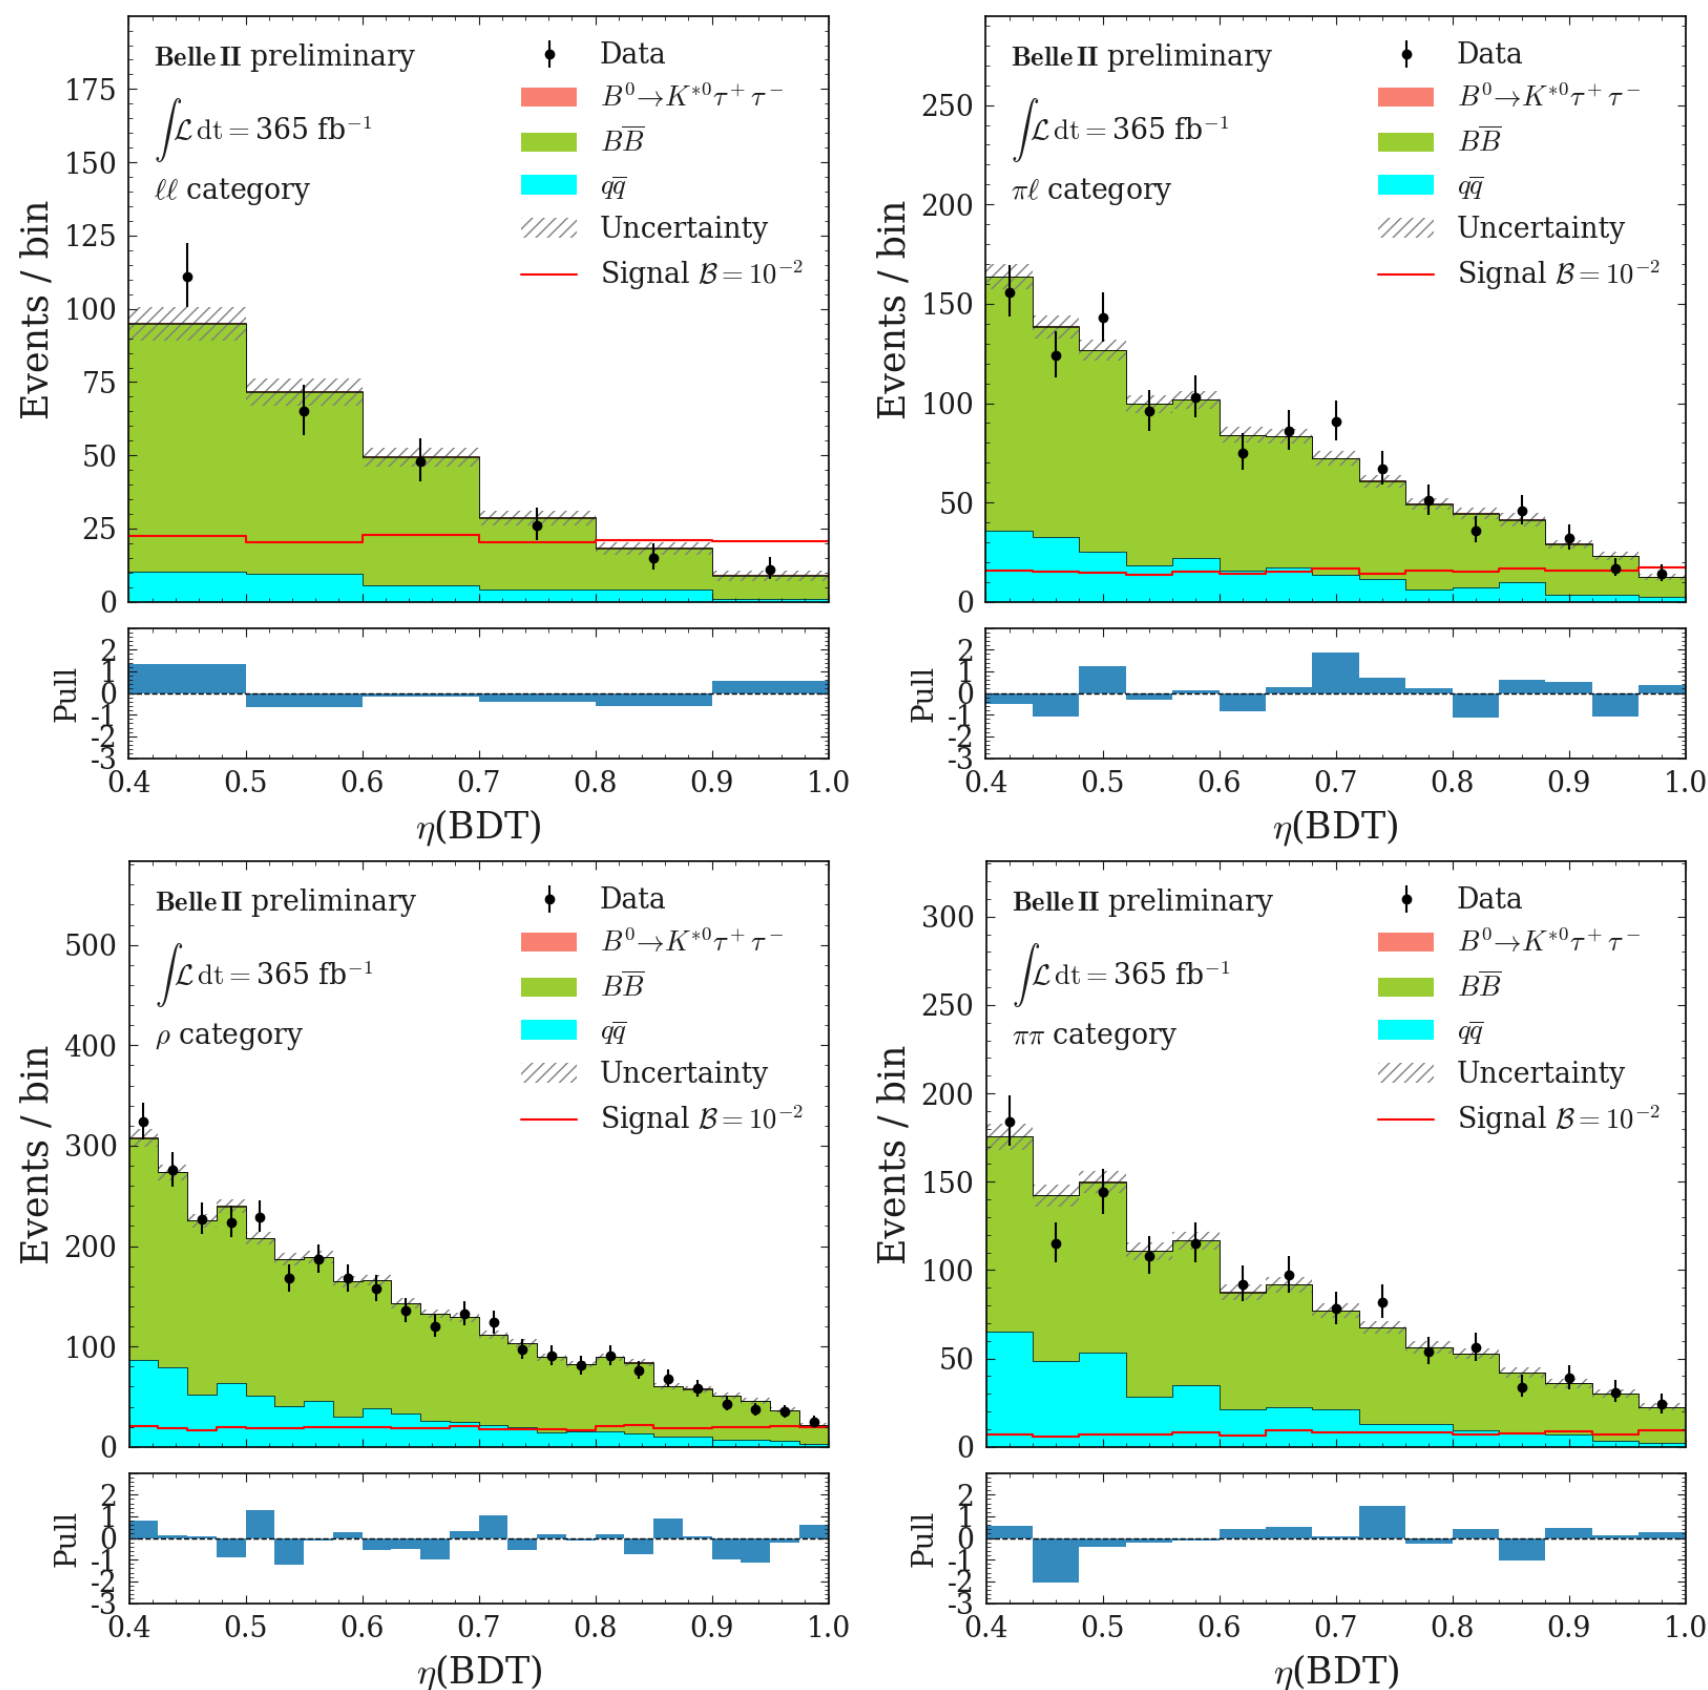 Belle II preliminary
∫ℒ dt = 365 fb⁻¹
ℓℓ category
Data
B⁰→K*⁰τ⁺τ⁻
BB̅
qq̅
Uncertainty
Signal ℬ = 10⁻²
Events / bin
175
150
125
100
75
50
25
0
Pull
2
1
0
-1
-2
-3
0.4 0.5 0.6 0.7 0.8 0.9 1.0
η(BDT)
Belle II preliminary
∫ℒ dt = 365 fb⁻¹
πℓ category
Data
B⁰→K*⁰τ⁺τ⁻
BB̅
qq̅
Uncertainty
Signal ℬ = 10⁻²
Events / bin
250
200
150
100
50
0
Pull
2
1
0
-1
-2
-3
0.4 0.5 0.6 0.7 0.8 0.9 1.0
η(BDT)
Belle II preliminary
∫ℒ dt = 365 fb⁻¹
ρ category
Data
B⁰→K*⁰τ⁺τ⁻
BB̅
qq̅
Uncertainty
Signal ℬ = 10⁻²
Events / bin
500
400
300
200
100
0
Pull
2
1
0
-1
-2
-3
0.4 0.5 0.6 0.7 0.8 0.9 1.0
η(BDT)
Belle II preliminary
∫ℒ dt = 365 fb⁻¹
ππ category
Data
B⁰→K*⁰τ⁺τ⁻
BB̅
qq̅
Uncertainty
Signal ℬ = 10⁻²
Events / bin
300
250
200
150
100
50
0
Pull
2
1
0
-1
-2
-3
0.4 0.5 0.6 0.7 0.8 0.9 1.0
η(BDT)